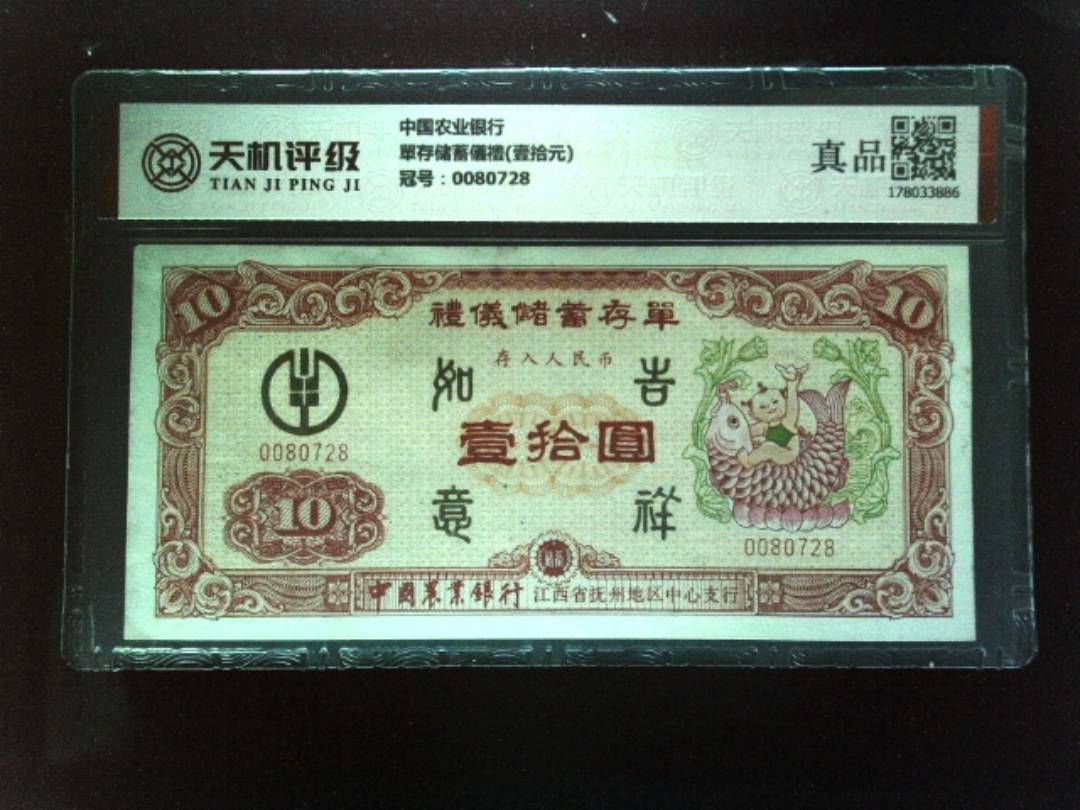 天机评级
TIAN JI PING JI
中国农业银行
單存储蓄儀禮(壹拾元)
冠号：0080728
真品
178033886
10
10
禮儀儲蓄存單
存入人民币
如
吉
0080728
壹拾圓
10
意
祥
0080728
中國農業銀行 江西省抚州地区中心支行